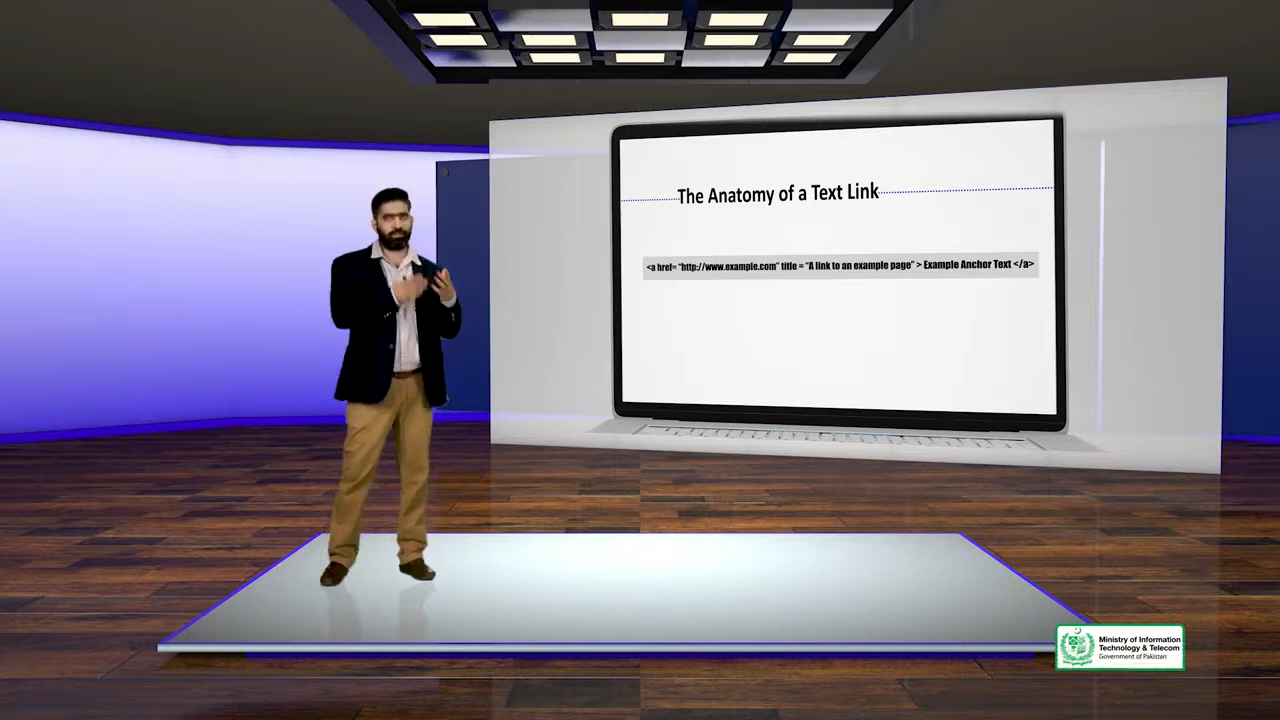 The Anatomy of a Text Link
<a href= “http://www.example.com” title = “A link to an example page” > Example Anchor Text </a>
Ministry of Information
Technology & Telecom
Government of Pakistan